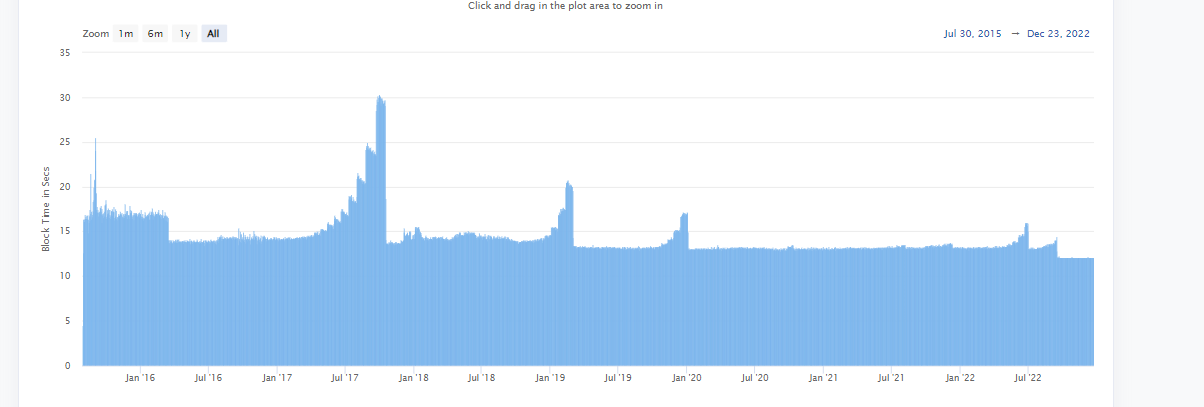 Click and drag in the plot area to zoom in
Zoom 1m 6m 1y All Jul 30, 2015 → Dec 23, 2022
Block Time in Secs
35
30
25
20
15
10
5
0
Jan '16 Jul '16 Jan '17 Jul '17 Jan '18 Jul '18 Jan '19 Jul '19 Jan '20 Jul '20 Jan '21 Jul '21 Jan '22 Jul '22